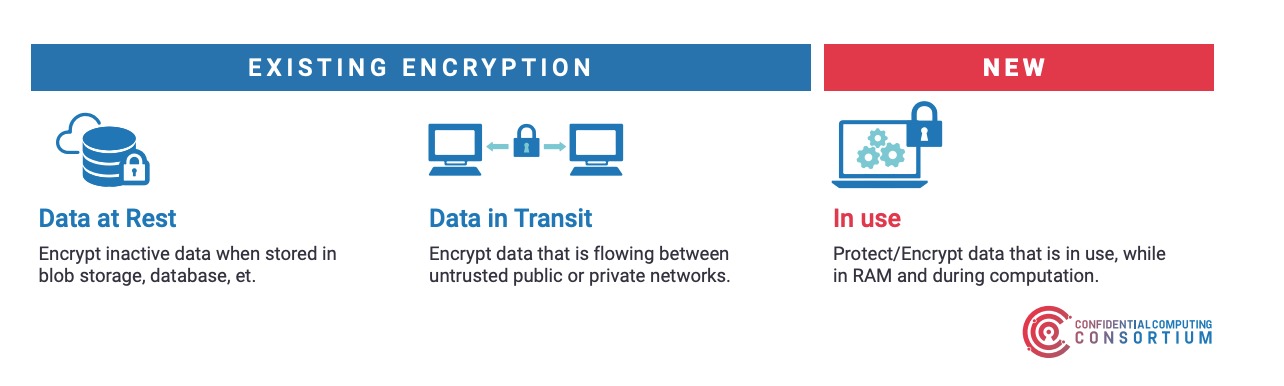 EXISTING ENCRYPTION
NEW
Data at Rest
Encrypt inactive data when stored in
blob storage, database, et.
Data in Transit
Encrypt data that is flowing between
untrusted public or private networks.
In use
Protect/Encrypt data that is in use, while
in RAM and during computation.
CONFIDENTIAL COMPUTING
CONSORTIUM